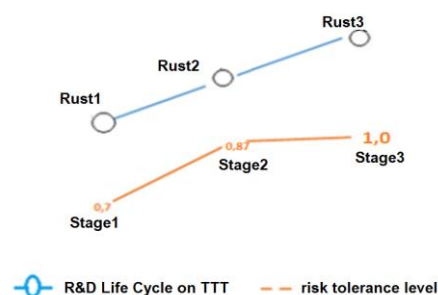 Rust3
Rust2
Rust1
0,87
1,0
Stage2
Stage3
0,7
Stage1
R&D Life Cycle on TTT
risk tolerance level